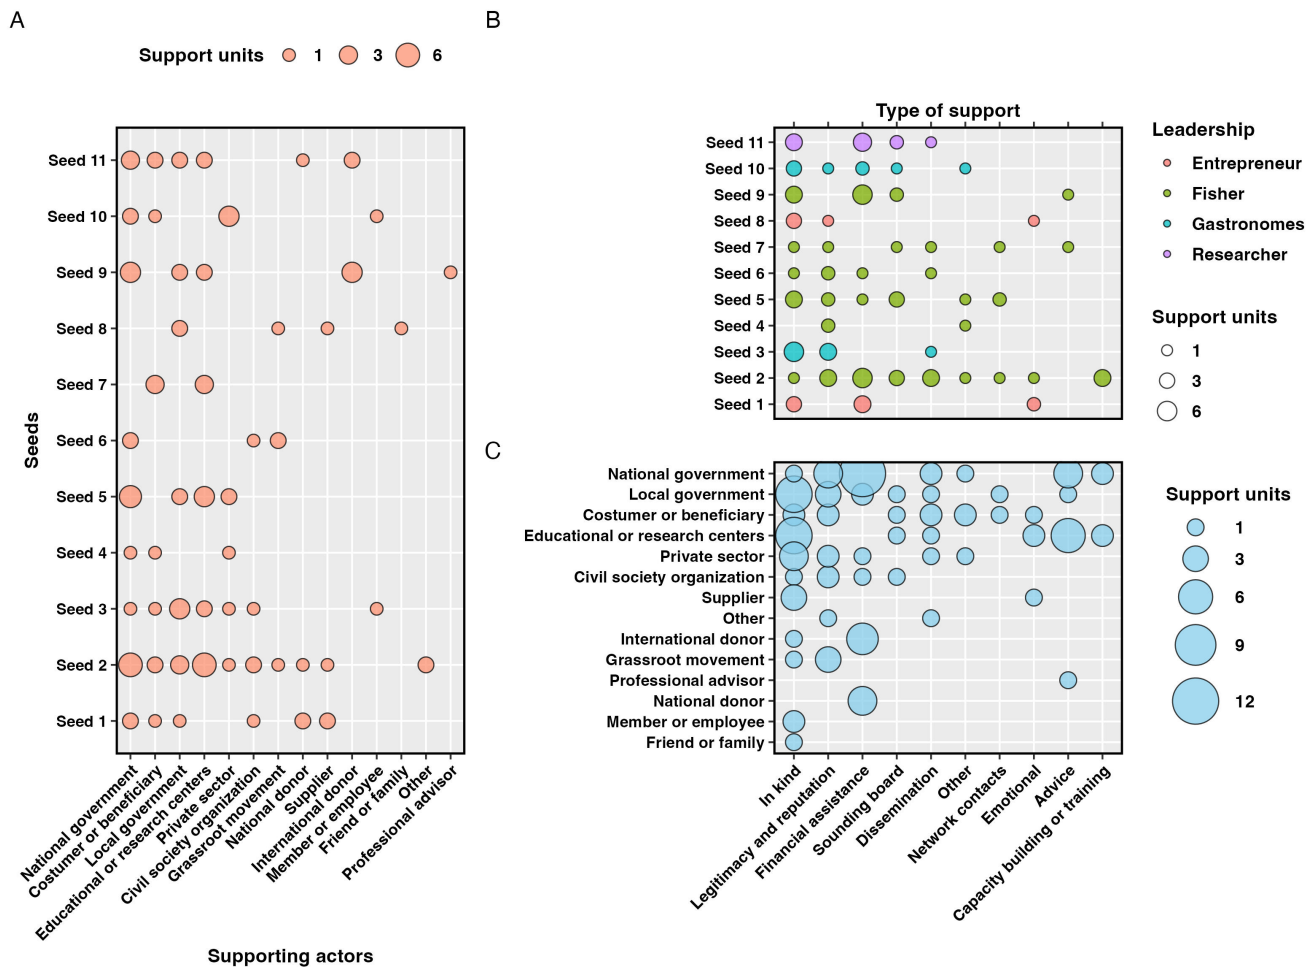 A
Support units 1 3 6
Seed 11
Seed 10
Seed 9
Seed 8
Seed 7
Seed 6
Seed 5
Seed 4
Seed 3
Seed 2
Seed 1
Seeds
National government
Costumer or beneficiary
Local government
Educational or research centers
Private sector
Civil society organization
Grassroot movement
National donor
Supplier
International donor
Member or employee
Friend or family
Other
Professional advisor
Supporting actors
B
Type of support
Seed 11
Seed 10
Seed 9
Seed 8
Seed 7
Seed 6
Seed 5
Seed 4
Seed 3
Seed 2
Seed 1
Leadership
Entrepreneur
Fisher
Gastronomes
Researcher
Support units
1
3
6
C
National government
Local government
Costumer or beneficiary
Educational or research centers
Private sector
Civil society organization
Supplier
Other
International donor
Grassroot movement
Professional advisor
National donor
Member or employee
Friend or family
In kind
Legitimacy and reputation
Financial assistance
Sounding board
Dissemination
Other
Network contacts
Emotional
Advice
Capacity building or training
Support units
1
3
6
9
12